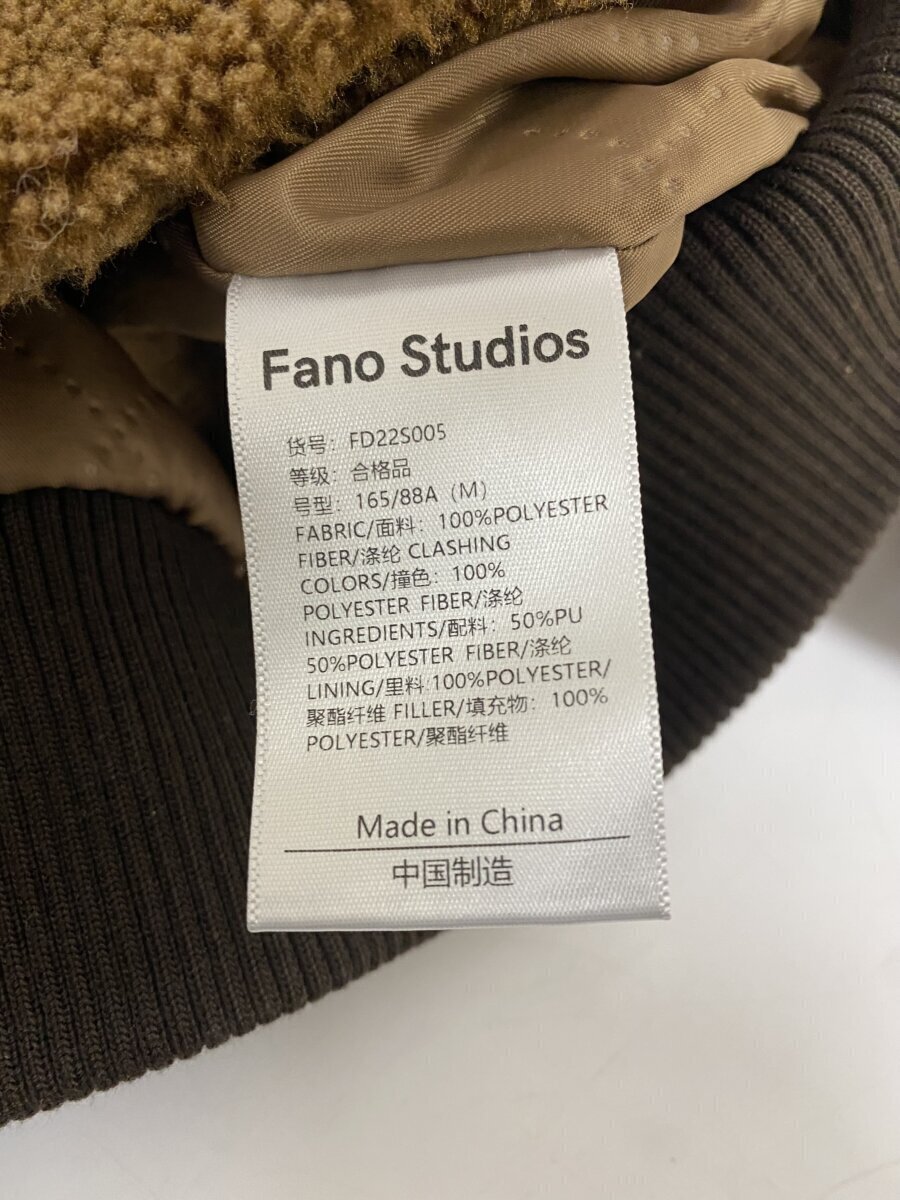 Fano Studios
货号：FD22S005
等级：合格品
号型：165/88A（M）
FABRIC/面料：100%POLYESTER
FIBER/涤纶 CLASHING
COLORS/撞色：100%
POLYESTER FIBER/涤纶
INGREDIENTS/配料：50%PU
50%POLYESTER FIBER/涤纶
LINING/里料 100%POLYESTER/
聚酯纤维 FILLER/填充物：100%
POLYESTER/聚酯纤维
Made in China
中国制造